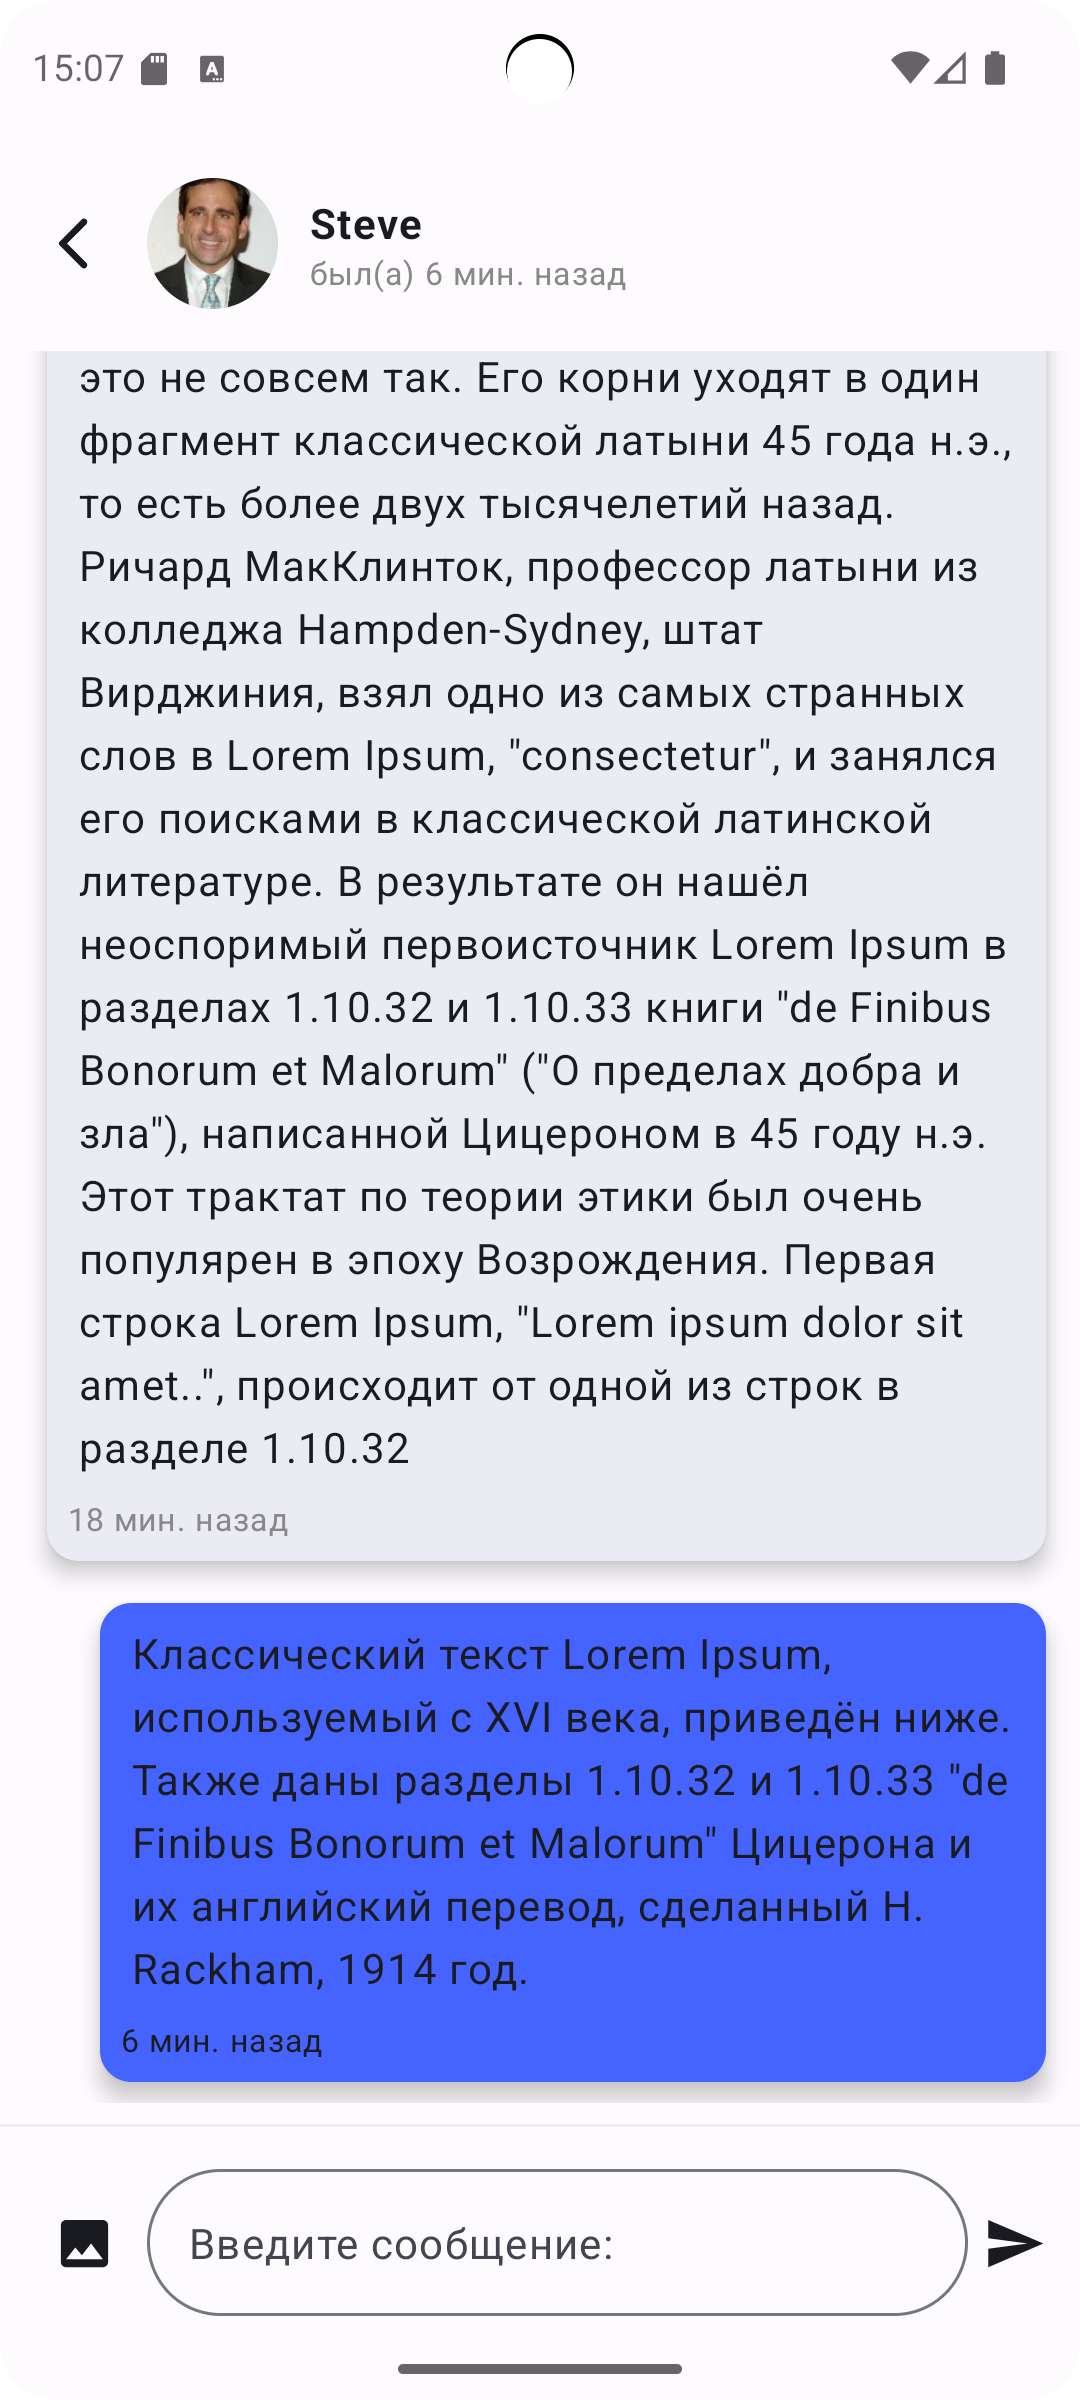 15:07
Steve
был(а) 6 мин. назад
это не совсем так. Его корни уходят в один
фрагмент классической латыни 45 года н.э.,
то есть более двух тысячелетий назад.
Ричард МакКлинток, профессор латыни из
колледжа Hampden-Sydney, штат
Вирджиния, взял одно из самых странных
слов в Lorem Ipsum, "consectetur", и занялся
его поисками в классической латинской
литературе. В результате он нашёл
неоспоримый первоисточник Lorem Ipsum в
разделах 1.10.32 и 1.10.33 книги "de Finibus
Bonorum et Malorum" ("О пределах добра и
зла"), написанной Цицероном в 45 году н.э.
Этот трактат по теории этики был очень
популярен в эпоху Возрождения. Первая
строка Lorem Ipsum, "Lorem ipsum dolor sit
amet..", происходит от одной из строк в
разделе 1.10.32
18 мин. назад
Классический текст Lorem Ipsum,
используемый с XVI века, приведён ниже.
Также даны разделы 1.10.32 и 1.10.33 "de
Finibus Bonorum et Malorum" Цицерона и
их английский перевод, сделанный H.
Rackham, 1914 год.
6 мин. назад
Введите сообщение: